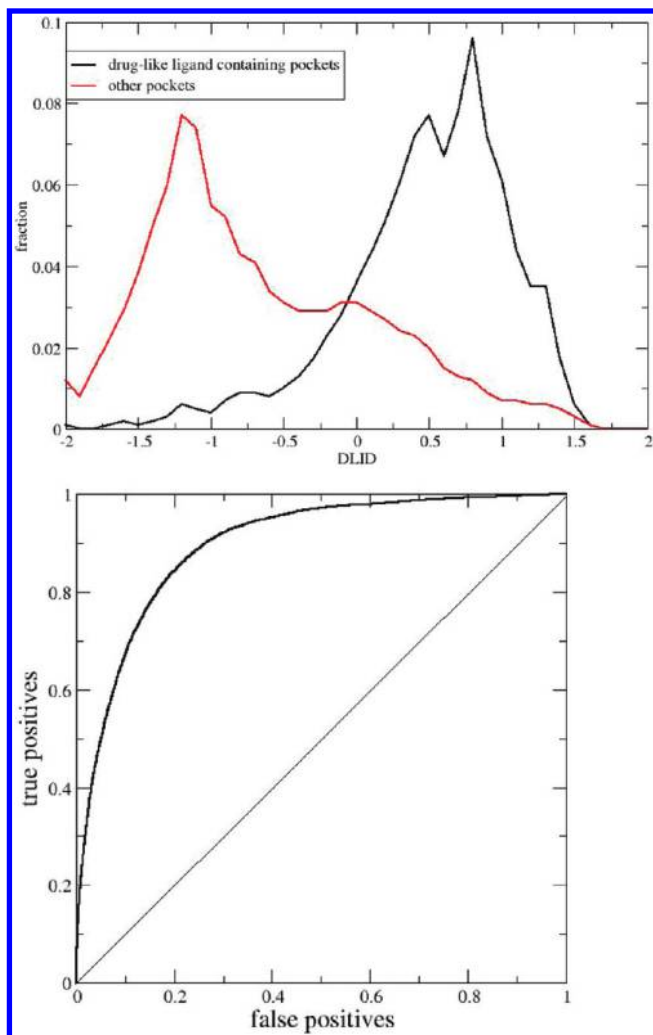 0.1
drug-like ligand containing pockets
other pockets
0.08
0.06
fraction
0.04
0.02
0
-2 -1.5 -1 -0.5 0 0.5 1 1.5 2
DLID
1
0.8
0.6
true positives
0.4
0.2
0
0 0.2 0.4 0.6 0.8 1
false positives